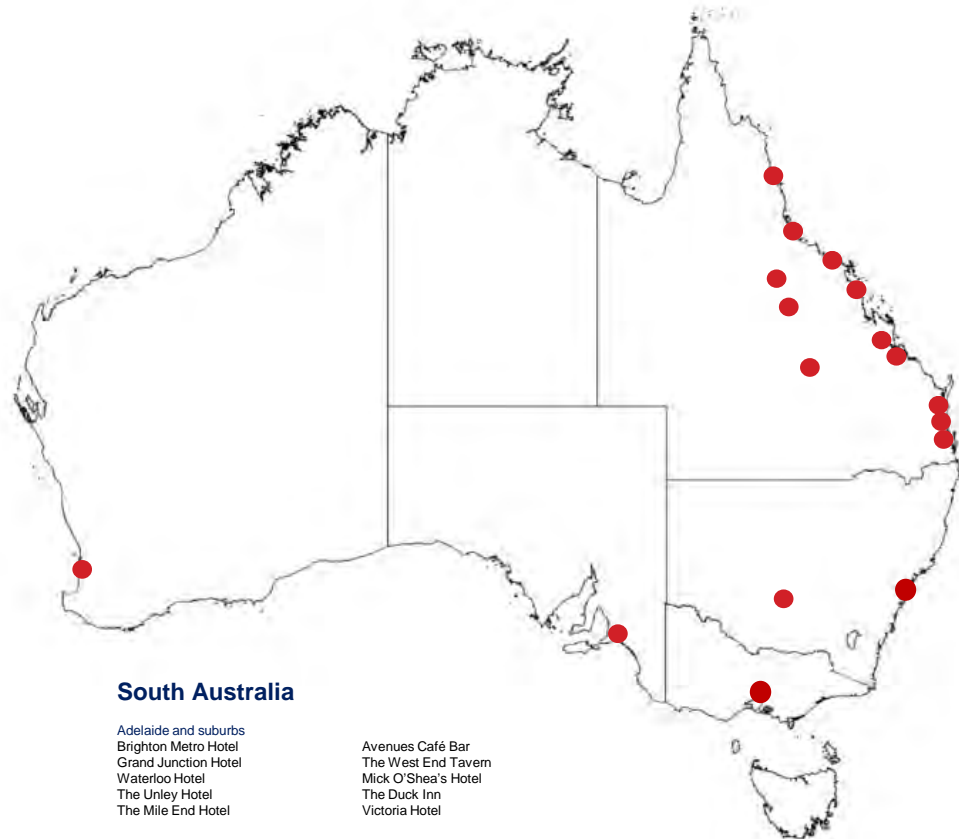 South Australia
Adelaide and suburbs
Brighton Metro Hotel
Grand Junction Hotel
Waterloo Hotel
The Unley Hotel
The Mile End Hotel
Avenues Café Bar
The West End Tavern
Mick O'Shea's Hotel
The Duck Inn
Victoria Hotel